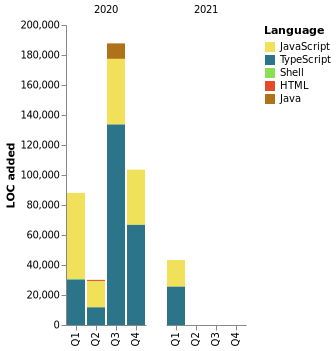 2020 2021
Language
JavaScript
TypeScript
Shell
HTML
Java
LOC added
200,000
180,000
160,000
140,000
120,000
100,000
80,000
60,000
40,000
20,000
0
Q1 Q2 Q3 Q4 Q1 Q2 Q3 Q4